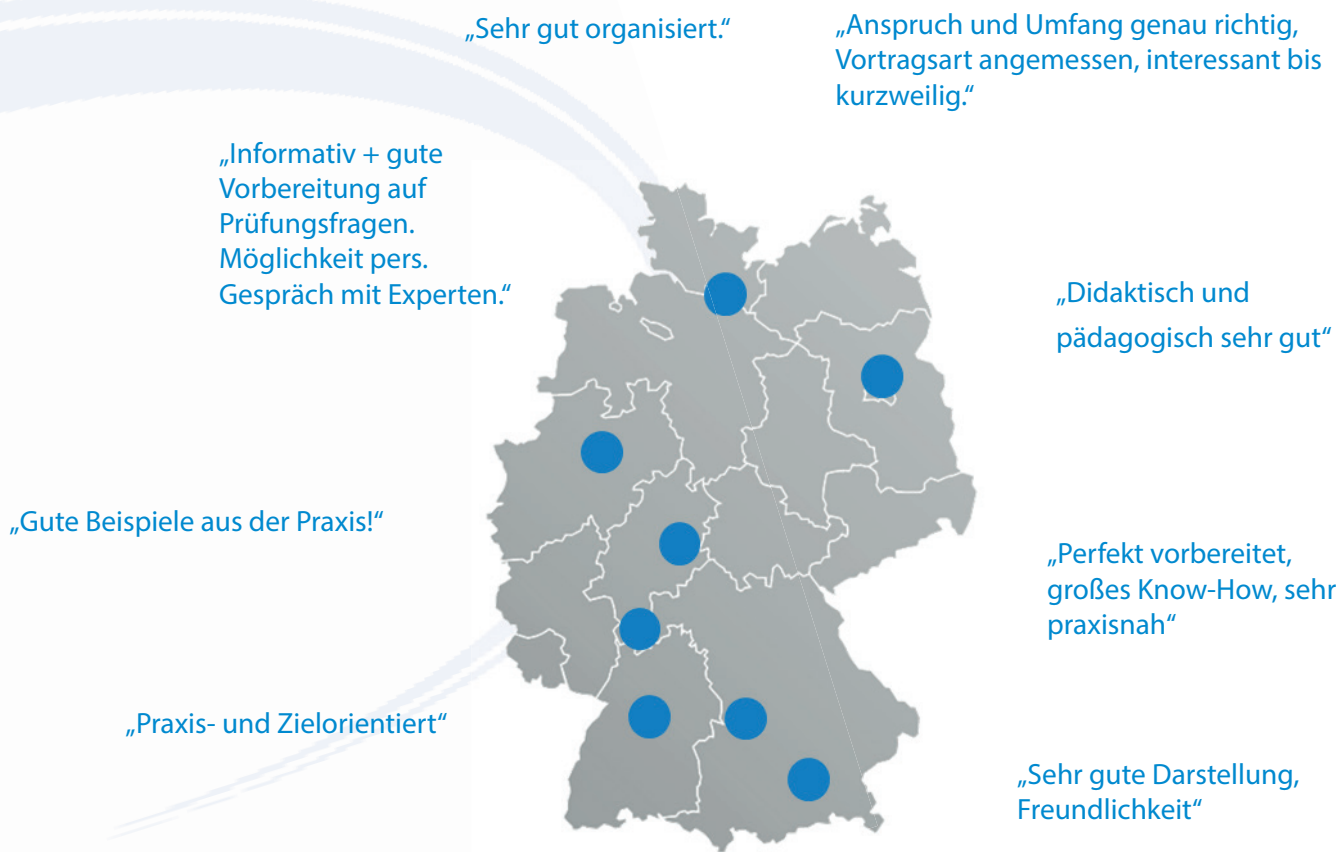 „Sehr gut organisiert.“
„Anspruch und Umfang genau richtig,
Vortragsart angemessen, interessant bis
kurzweilig.“
„Informativ + gute
Vorbereitung auf
Prüfungsfragen.
Möglichkeit pers.
Gespräch mit Experten.“
„Didaktisch und
pädagogisch sehr gut“
„Gute Beispiele aus der Praxis!“
„Perfekt vorbereitet,
großes Know-How, sehr
praxisnah“
„Praxis- und Zielorientiert“
„Sehr gute Darstellung,
Freundlichkeit“